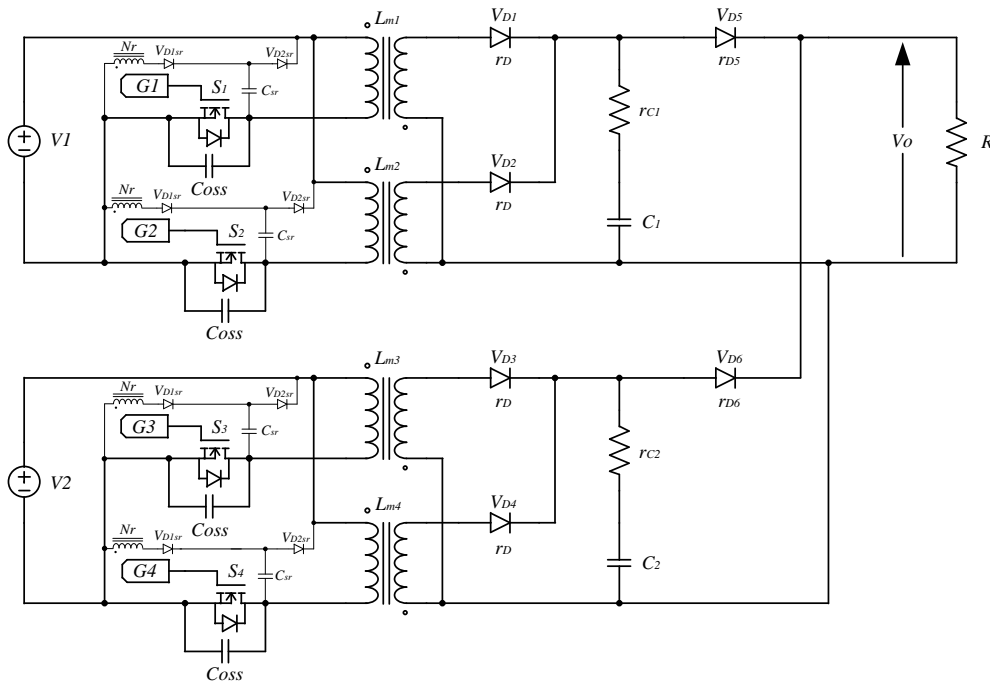 Lm1
VD1
VD5
Nr
VD1sr
VD2sr
rD
rD5
G1
S1
Csr
rC1
V1
Vo
R
Coss
Lm2
VD2
Nr
VD1sr
VD2sr
rD
G2
S2
Csr
C1
Coss
Lm3
VD3
VD6
Nr
VD1sr
VD2sr
rD
rD6
G3
S3
Csr
rC2
V2
Coss
Lm4
VD4
Nr
VD1sr
VD2sr
rD
G4
S4
Csr
C2
Coss